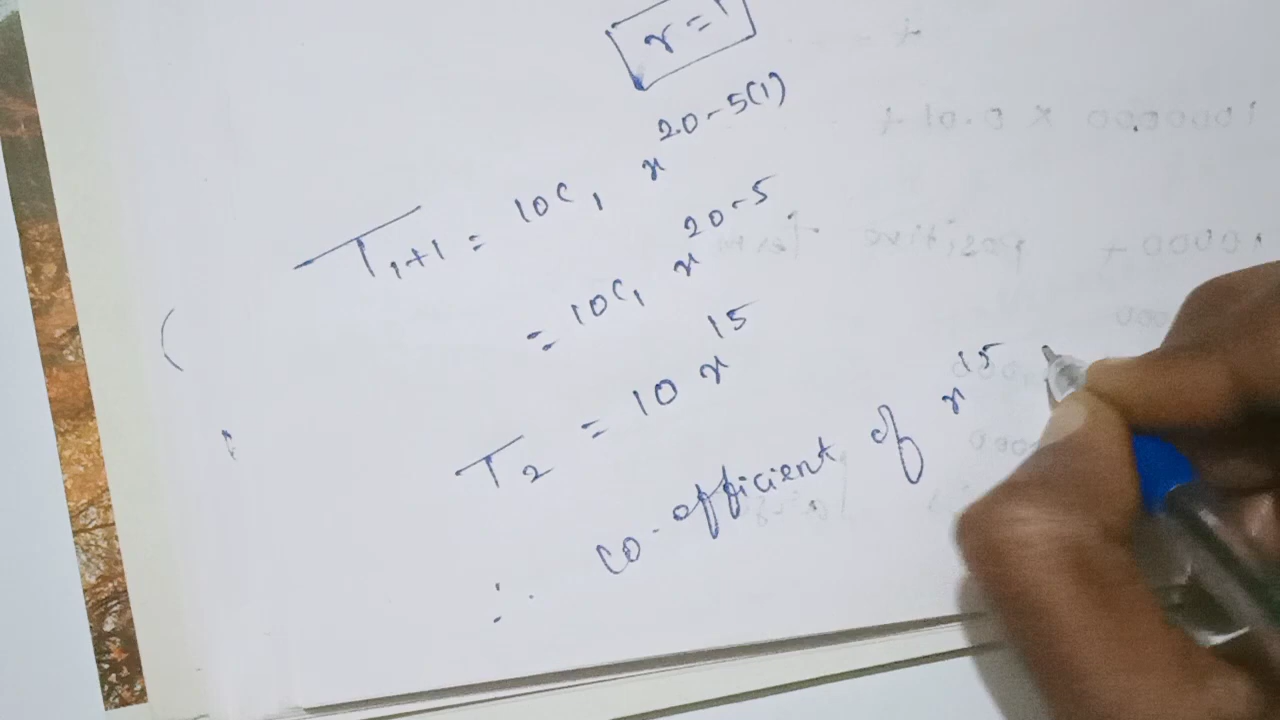 r = 1
T₁₊₁ = 10C₁ x^20-5(1)
= 10C₁ x^20-5
T₂ = 10 x^15
∴ co-efficient of x^15